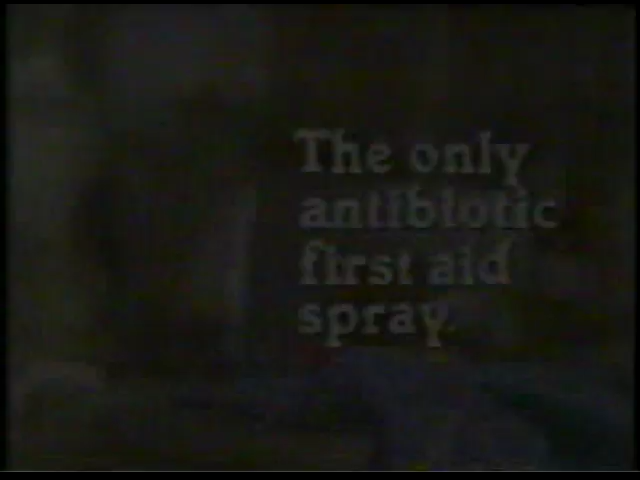 The only
antibiotic
first aid
spray.